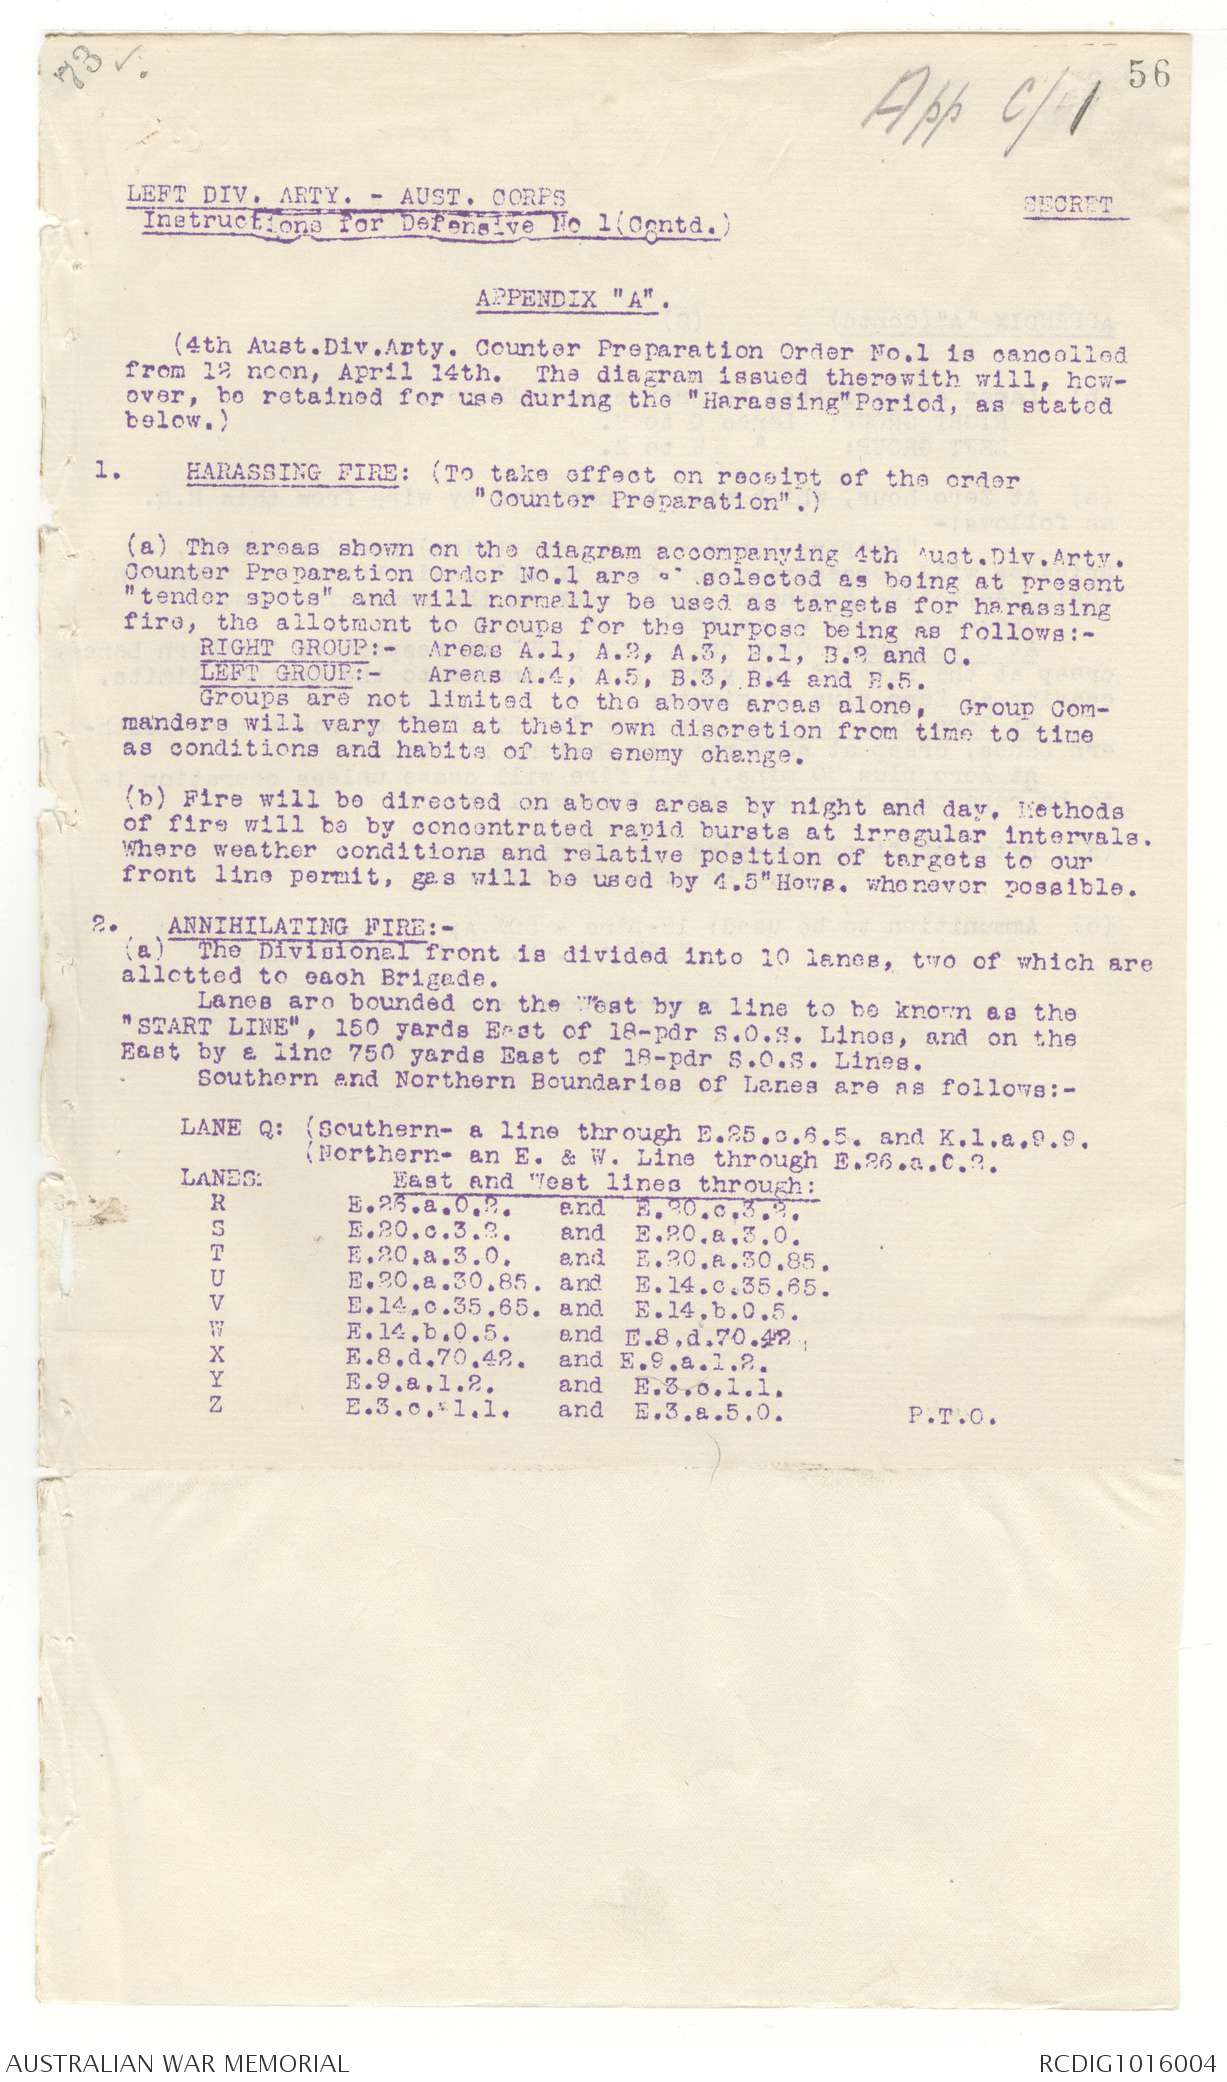 73 ✓.
56
App C/1
LEFT DIV. ARTY. - AUST. CORPS
SECRET
Instructions for Defensive No 1(Contd.)
APPENDIX "A".
(4th Aust.Div.Arty. Counter Preparation Order No.1 is cancelled
from 12 noon, April 14th. The diagram issued therewith will, how-
ever, be retained for use during the "Harassing"Period, as stated
below.)
1. HARASSING FIRE: (To take effect on receipt of the order
"Counter Preparation".)
(a) The areas shown on the diagram accompanying 4th Aust.Div.Arty.
Counter Preparation Order No.1 are selected as being at present
"tender spots" and will normally be used as targets for harassing
fire, the allotment to Groups for the purpose being as follows:-
RIGHT GROUP:- Areas A.1, A.2, A.3, B.1, B.2 and C.
LEFT GROUP:- Areas A.4, A.5, B.3, B.4 and B.5.
Groups are not limited to the above areas alone, Group Com-
manders will vary them at their own discretion from time to time
as conditions and habits of the enemy change.
(b) Fire will be directed on above areas by night and day. Methods
of fire will be by concentrated rapid bursts at irregular intervals.
Where weather conditions and relative position of targets to our
front line permit, gas will be used by 4.5"Hows. whenever possible.
2. ANNIHILATING FIRE:-
(a) The Divisional front is divided into 10 lanes, two of which are
allotted to each Brigade.
Lanes are bounded on the West by a line to be known as the
"START LINE", 150 yards East of 18-pdr S.O.S. Lines, and on the
East by a line 750 yards East of 18-pdr S.O.S. Lines.
Southern and Northern Boundaries of Lanes are as follows:-
LANE Q: (Southern- a line through E.25.c.6.5. and K.1.a.9.9.
(Northern- an E. & W. Line through E.26.a.0.2.
LANES: East and West lines through:
R E.26.a.0.2. and E.20.c.3.2.
S E.20.c.3.2. and E.20.a.3.0.
T E.20.a.3.0. and E.20.a.30.85.
U E.20.a.30.85. and E.14.c.35.65.
V E.14.c.35.65. and E.14.b.0.5.
W E.14.b.0.5. and E.8.d.70.42.
X E.8.d.70.42. and E.9.a.1.2.
Y E.9.a.1.2. and E.3.c.1.1.
Z E.3.c.1.1. and E.3.a.5.0. P.T.O.
AUSTRALIAN WAR MEMORIAL
RCDIG1016004